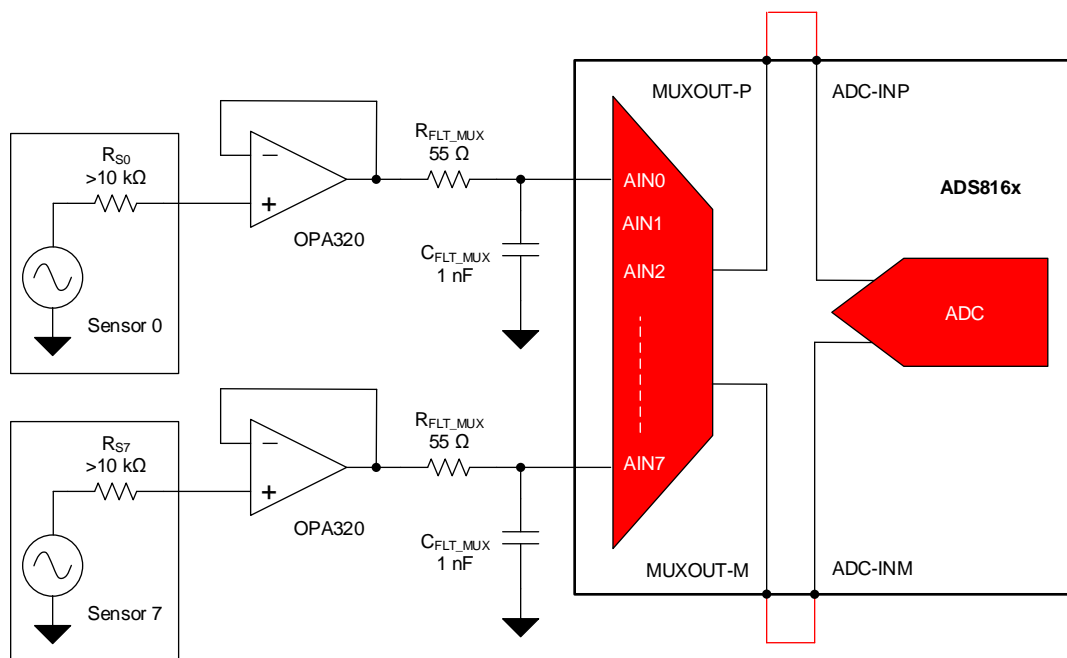 MUXOUT-P
ADC-INP
R_FLT_MUX
55 Ω
R_S0
>10 kΩ
AIN0
ADS816x
AIN1
OPA320
C_FLT_MUX
1 nF
AIN2
Sensor 0
ADC
R_FLT_MUX
55 Ω
R_S7
>10 kΩ
AIN7
OPA320
C_FLT_MUX
1 nF
MUXOUT-M
ADC-INM
Sensor 7